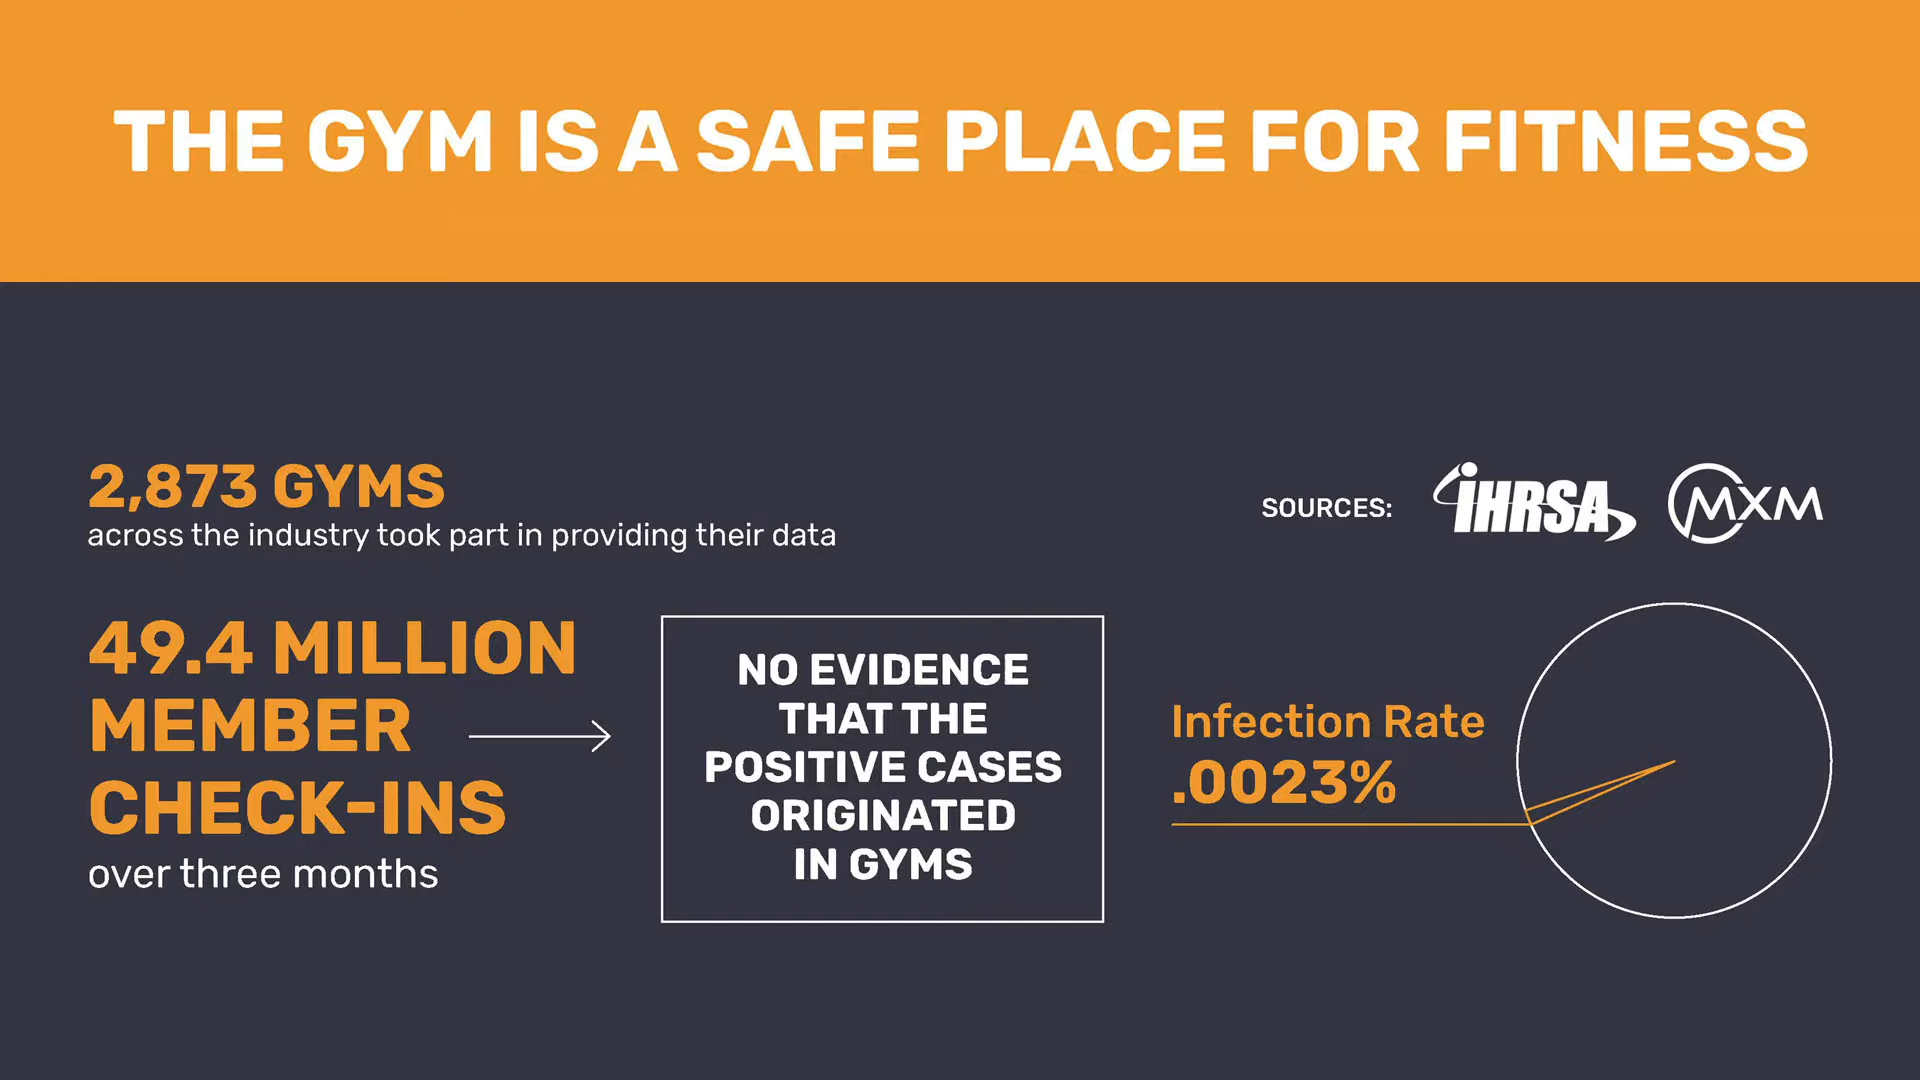 THE GYM IS A SAFE PLACE FOR FITNESS
2,873 GYMS
across the industry took part in providing their data
SOURCES:
IHRSA
MXM
49.4 MILLION
MEMBER
CHECK-INS
over three months
NO EVIDENCE
THAT THE
POSITIVE CASES
ORIGINATED
IN GYMS
Infection Rate
.0023%